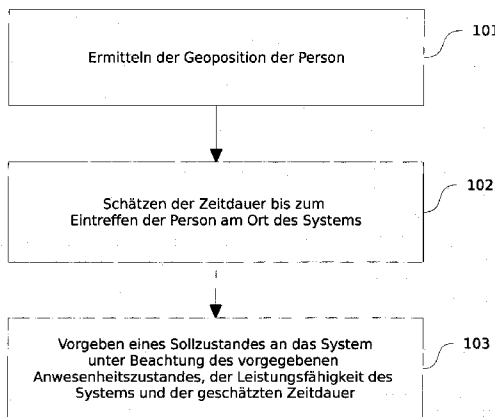 101
Ermitteln der Geoposition der Person
102
Schätzen der Zeitdauer bis zum
Eintreffen der Person am Ort des Systems
103
Vorgeben eines Sollzustandes an das System
unter Beachtung des vorgegebenen
Anwesenheitszustandes, der Leistungsfähigkeit des
Systems und der geschätzten Zeitdauer